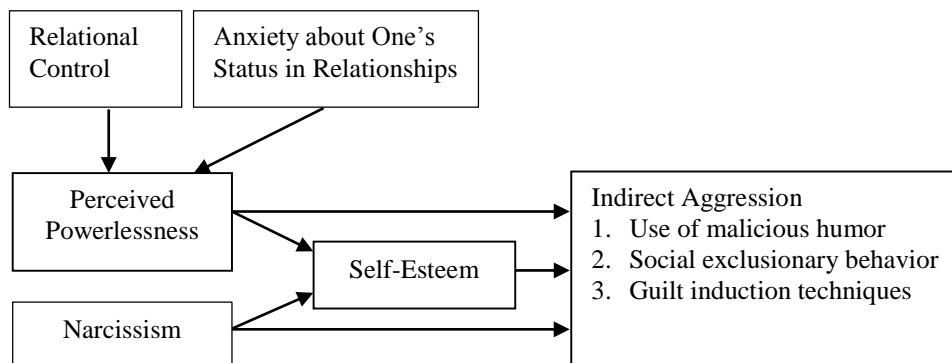 Relational
Control
Anxiety about One’s
Status in Relationships
Perceived
Powerlessness
Self-Esteem
Narcissism
Indirect Aggression
1. Use of malicious humor
2. Social exclusionary behavior
3. Guilt induction techniques